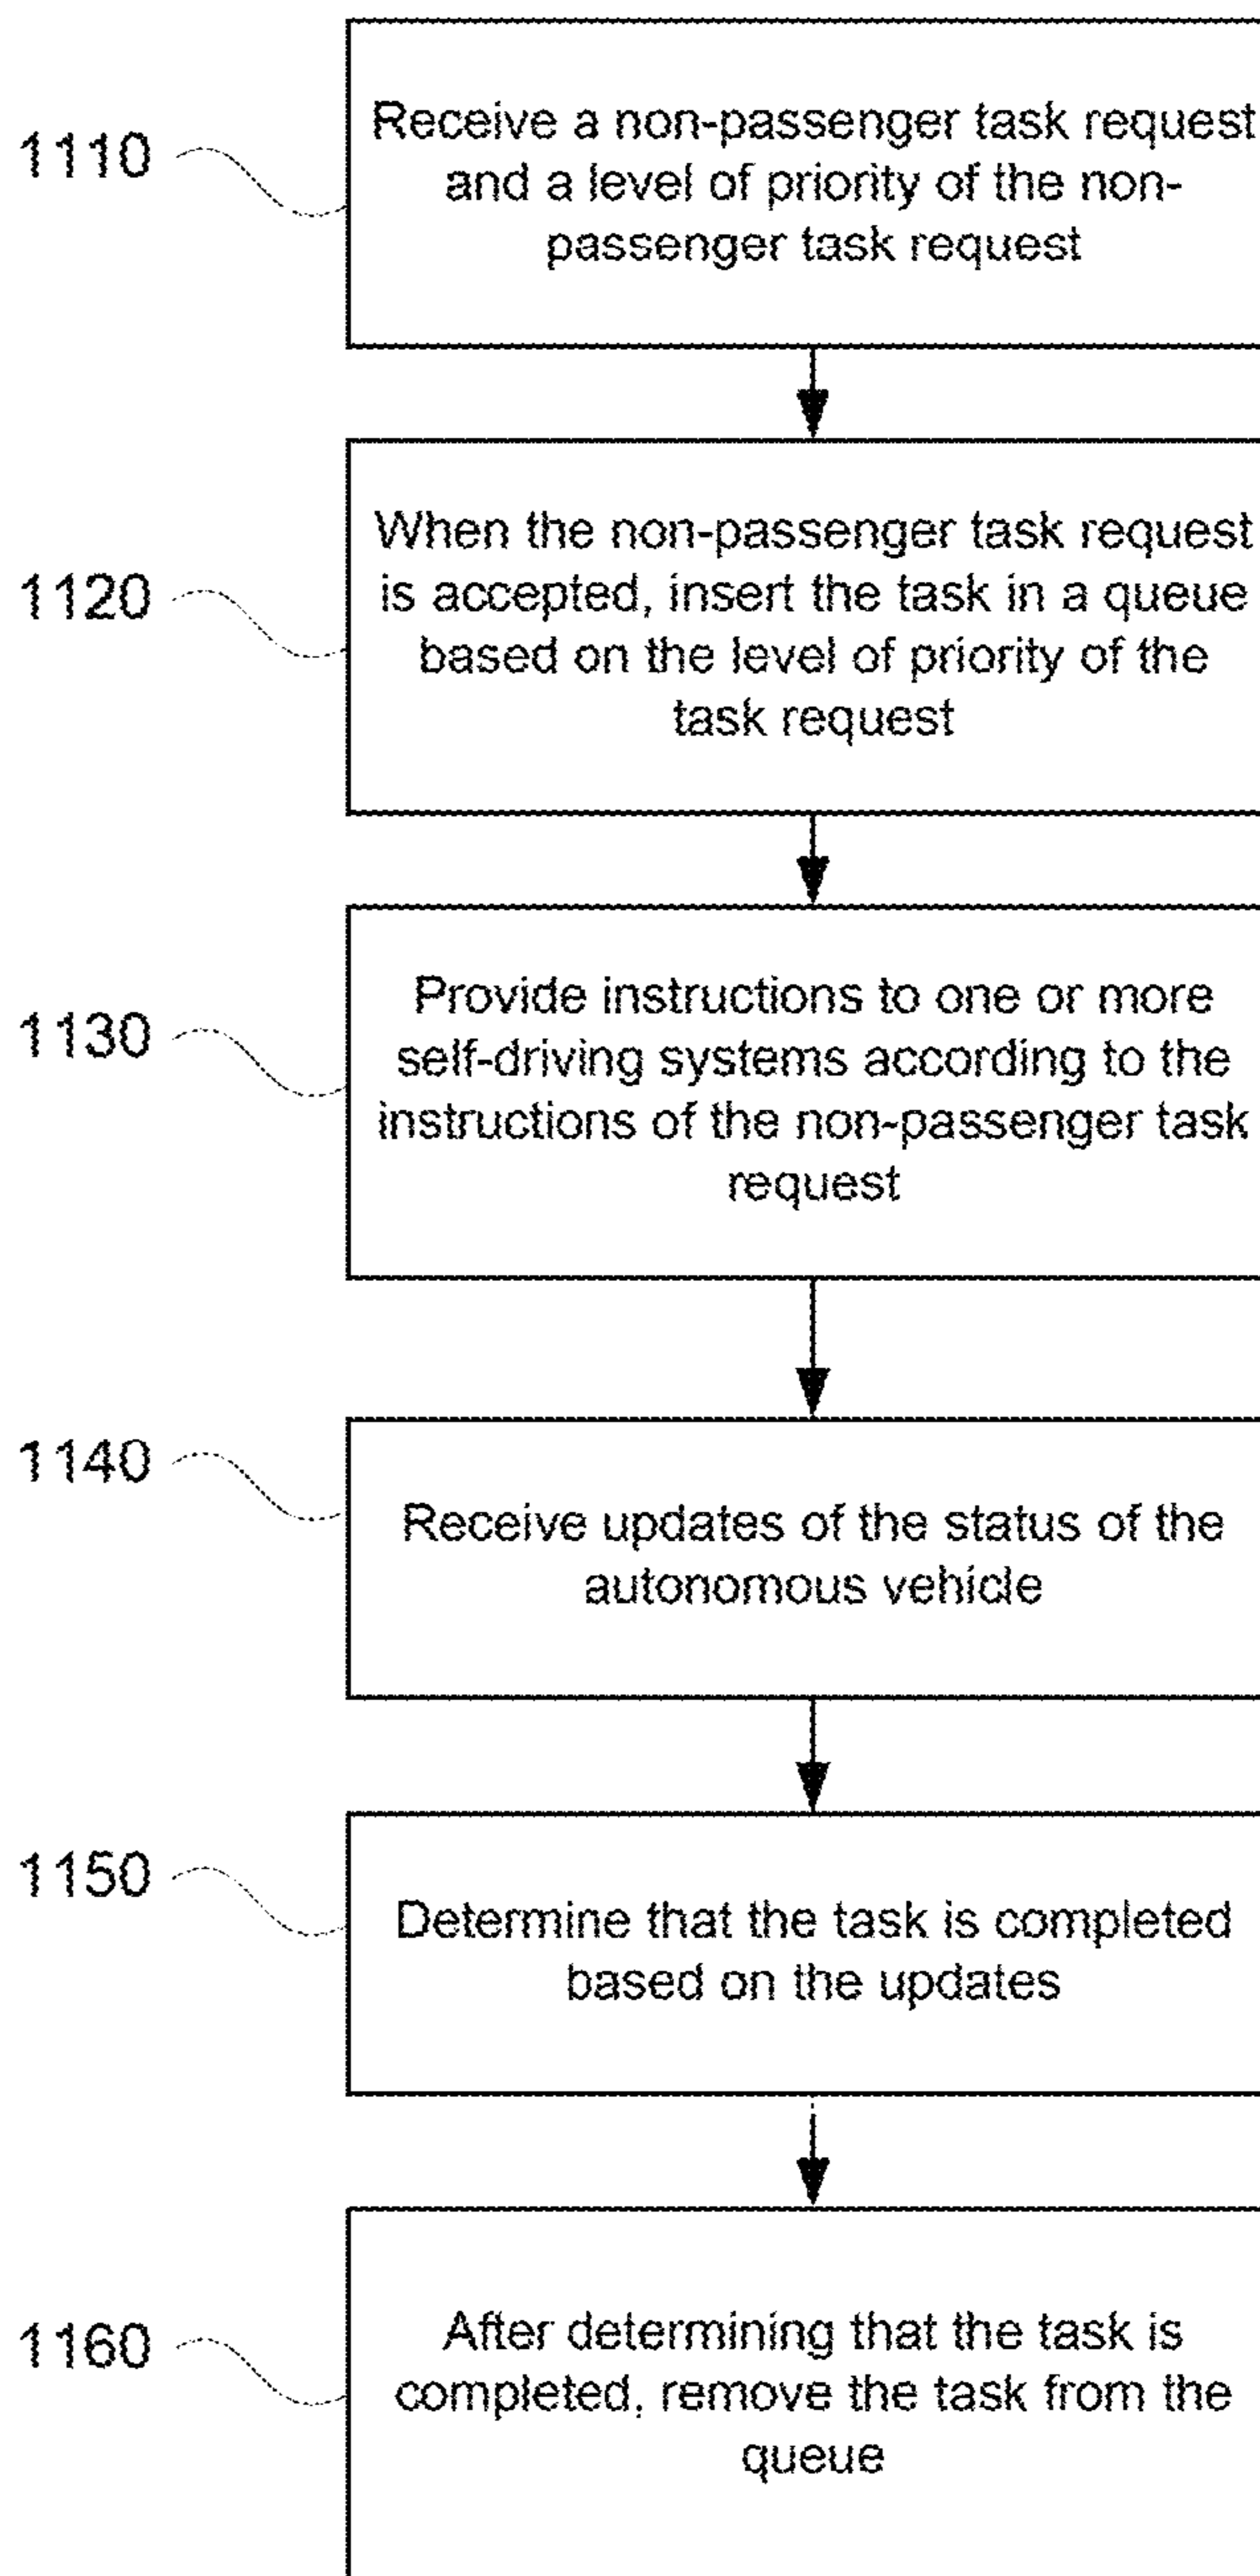 1110
Receive a non-passenger task request
and a level of priority of the non-
passenger task request
1120
When the non-passenger task request
is accepted, insert the task in a queue
based on the level of priority of the
task request
1130
Provide instructions to one or more
self-driving systems according to the
instructions of the non-passenger task
request
1140
Receive updates of the status of the
autonomous vehicle
1150
Determine that the task is completed
based on the updates
1160
After determining that the task is
completed, remove the task from the
queue